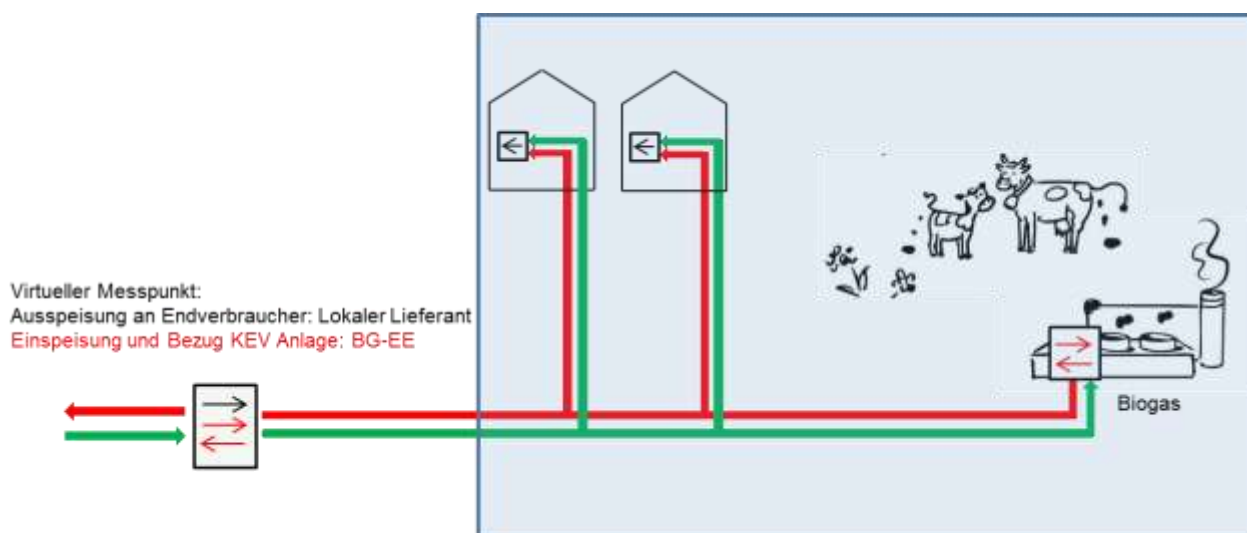 Virtueller Messpunkt:
Ausspeisung an Endverbraucher: Lokaler Lieferant
Einspeisung und Bezug KEV Anlage: BG-EE
Biogas